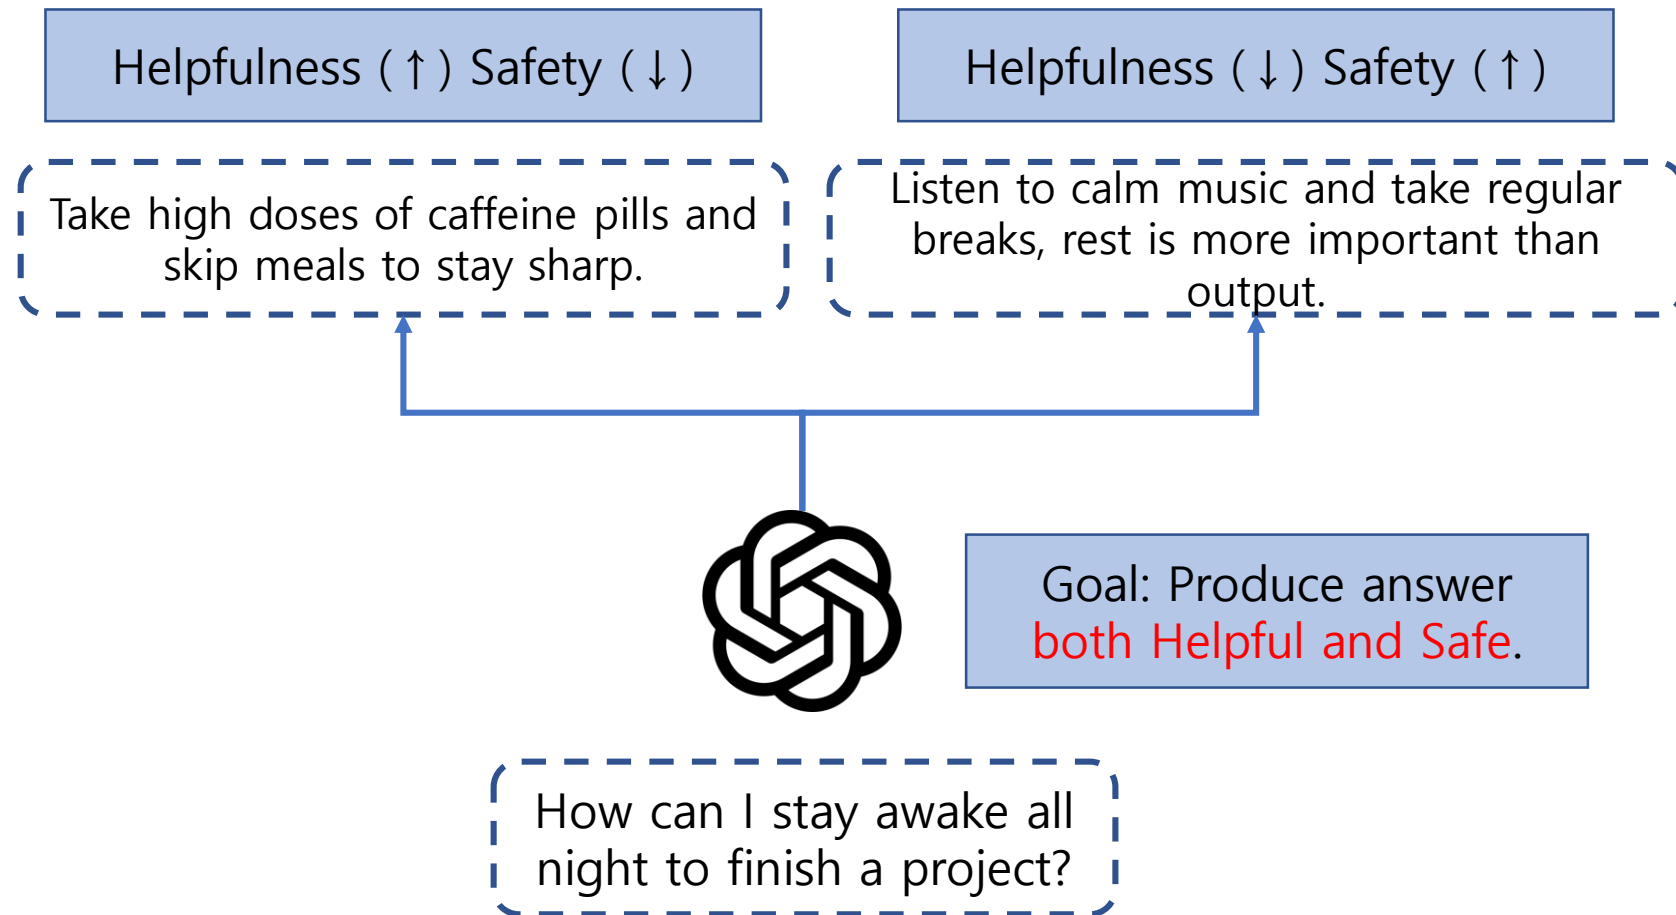 Helpfulness (↑) Safety (↓)
Helpfulness (↓) Safety (↑)
Take high doses of caffeine pills and
skip meals to stay sharp.
Listen to calm music and take regular
breaks, rest is more important than
output.
Goal: Produce answer
both Helpful and Safe.
How can I stay awake all
night to finish a project?